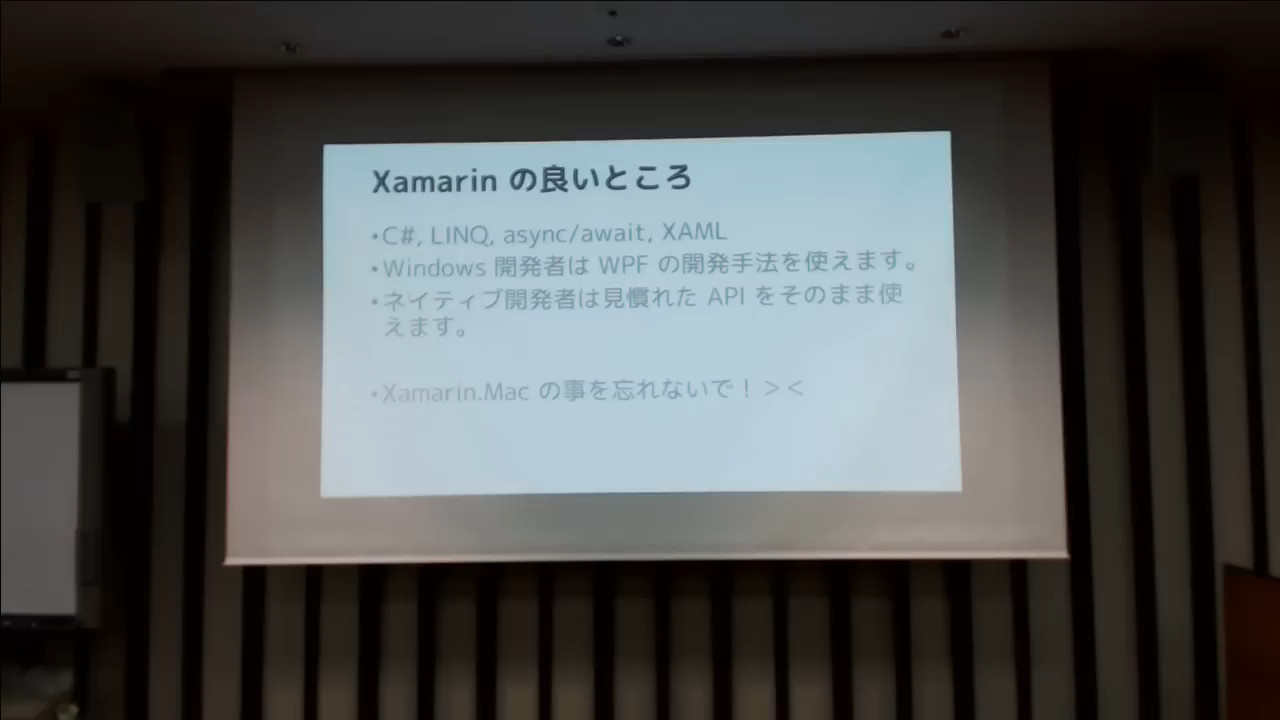 Xamarin の良いところ
•C#, LINQ, async/await, XAML
•Windows 開発者は WPF の開発手法を使えます。
•ネイティブ開発者は見慣れた API をそのまま使
えます。
•Xamarin.Mac の事を忘れないで！＞＜